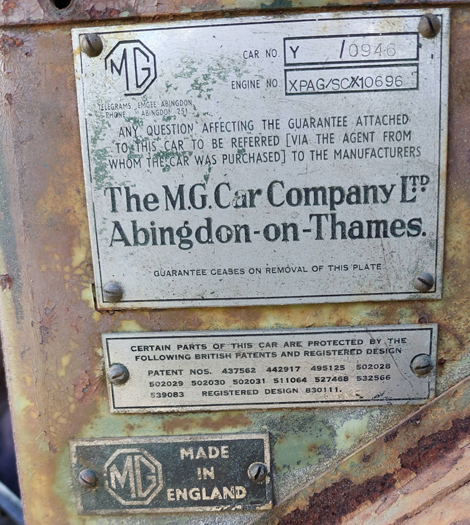 MG
CAR NO. Y /0946
ENGINE NO XPAG/SCX10696
TELEGRAMS EMGEE ABINGDON
PHONE ABINGDON 251
ANY QUESTION AFFECTING THE GUARANTEE ATTACHED
TO THIS CAR TO BE REFERRED [VIA THE AGENT FROM
WHOM THE CAR WAS PURCHASED] TO THE MANUFACTURERS
The M.G. Car Company LTD
Abingdon-on-Thames.
GUARANTEE CEASES ON REMOVAL OF THIS PLATE
CERTAIN PARTS OF THIS CAR ARE PROTECTED BY THE
FOLLOWING BRITISH PATENTS AND REGISTERED DESIGN
PATENT NOS. 437562 442917 495125 502028
502029 502030 502031 511064 527468 532566
539083 REGISTERED DESIGN 830111.
MG
MADE
IN
ENGLAND